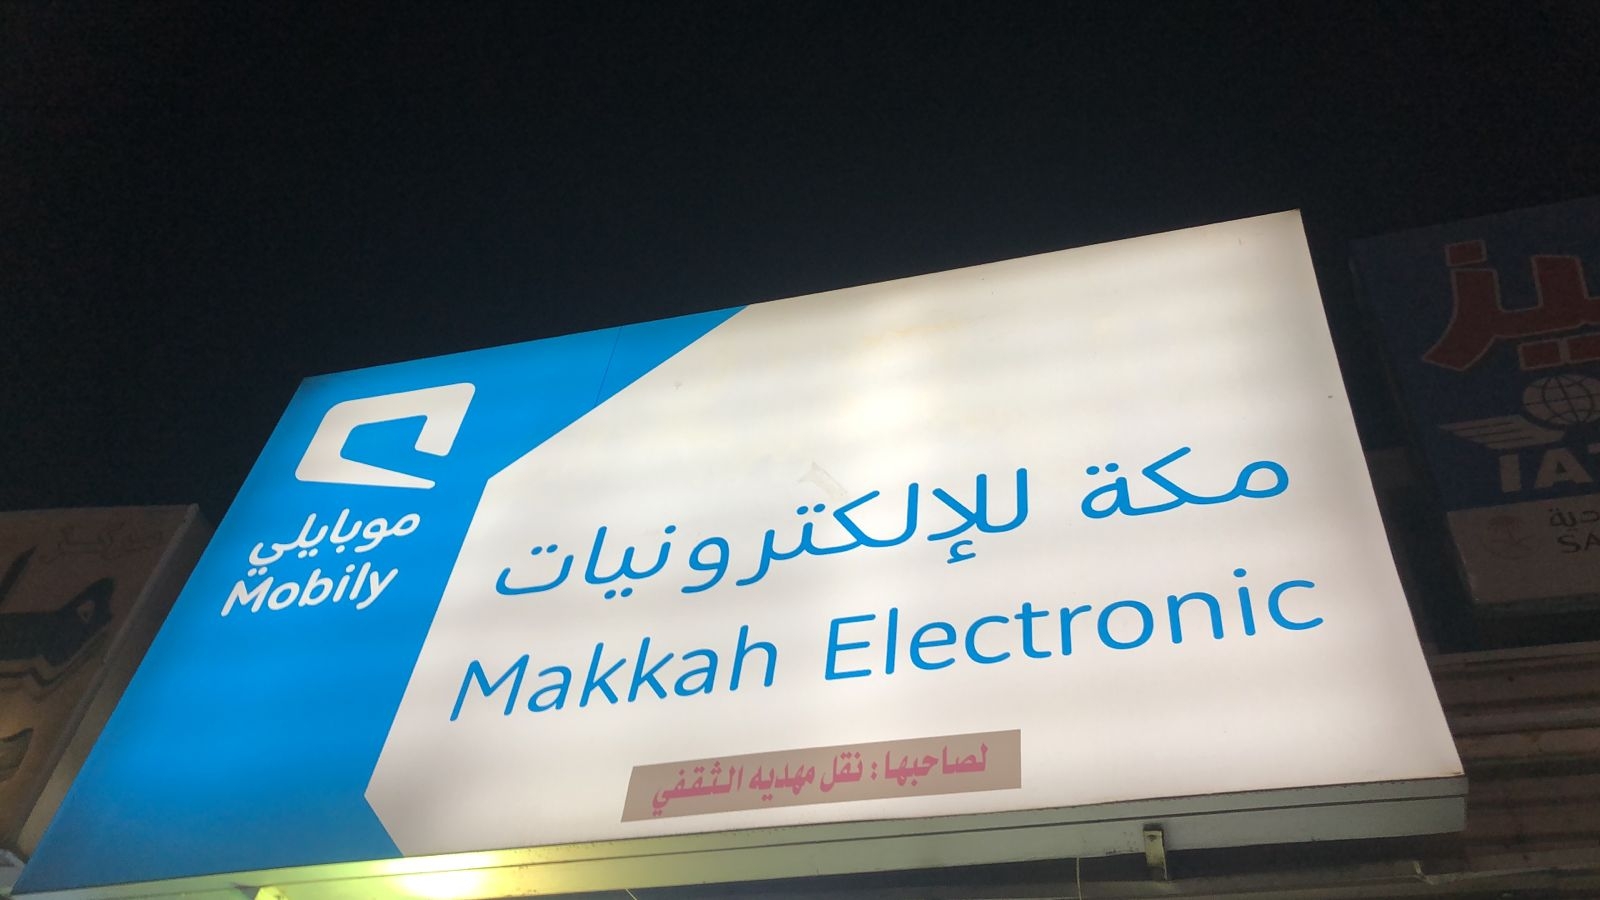 موبايلي
Mobily
مكة للإلكترونيات
Makkah Electronic
لصاحبها : نقل مهديه الثقفي